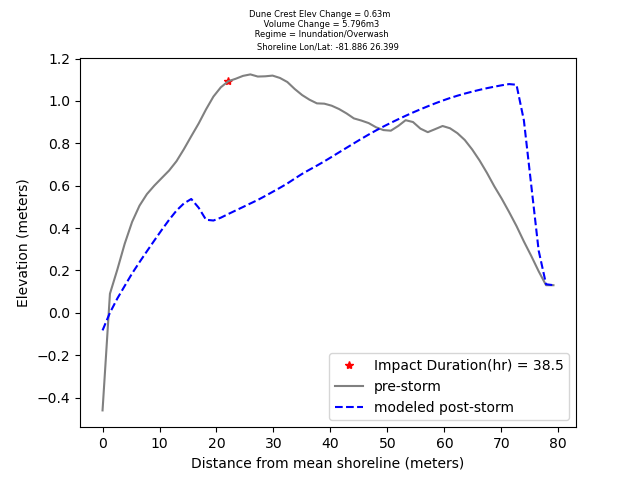 Dune Crest Elev Change = 0.63m
Volume Change = 5.796m3
Regime = Inundation/Overwash
Shoreline Lon/Lat: -81.886 26.399
1.2
1.0
0.8
0.6
0.4
0.2
0.0
−0.2
−0.4
Elevation (meters)
Impact Duration(hr) = 38.5
pre-storm
modeled post-storm
0 10 20 30 40 50 60 70 80
Distance from mean shoreline (meters)